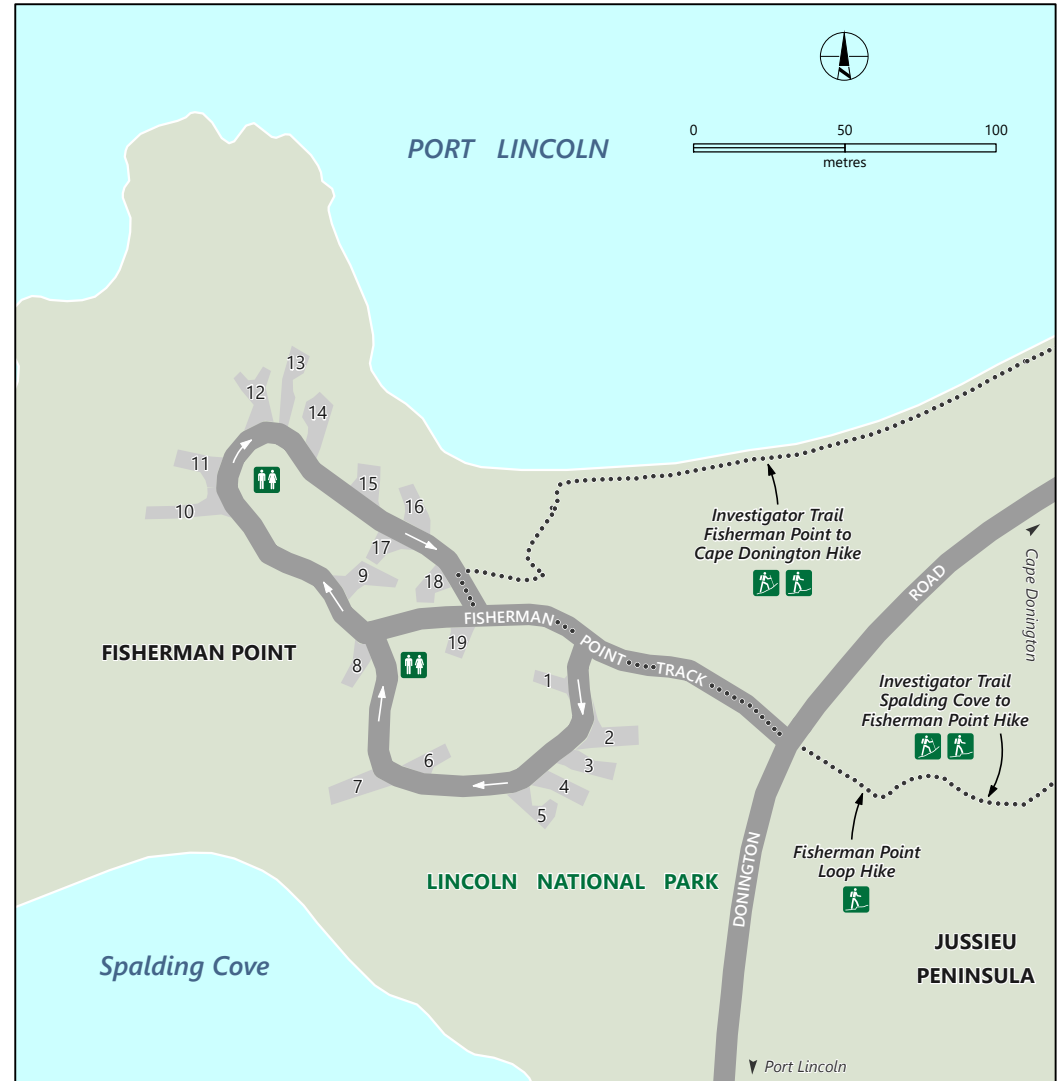 N
PORT LINCOLN
0 50 100
metres
13
12
14
11
15
10
16
17
9
18
Investigator Trail
Fisherman Point to
Cape Donington Hike
ROAD
Cape Donington
FISHERMAN POINT TRACK
19
FISHERMAN POINT
8
1
Investigator Trail
Spalding Cove to
Fisherman Point Hike
2
6
3
7
4
5
Fisherman Point
Loop Hike
DONINGTON
LINCOLN NATIONAL PARK
JUSSIEU
PENINSULA
Spalding Cove
Port Lincoln